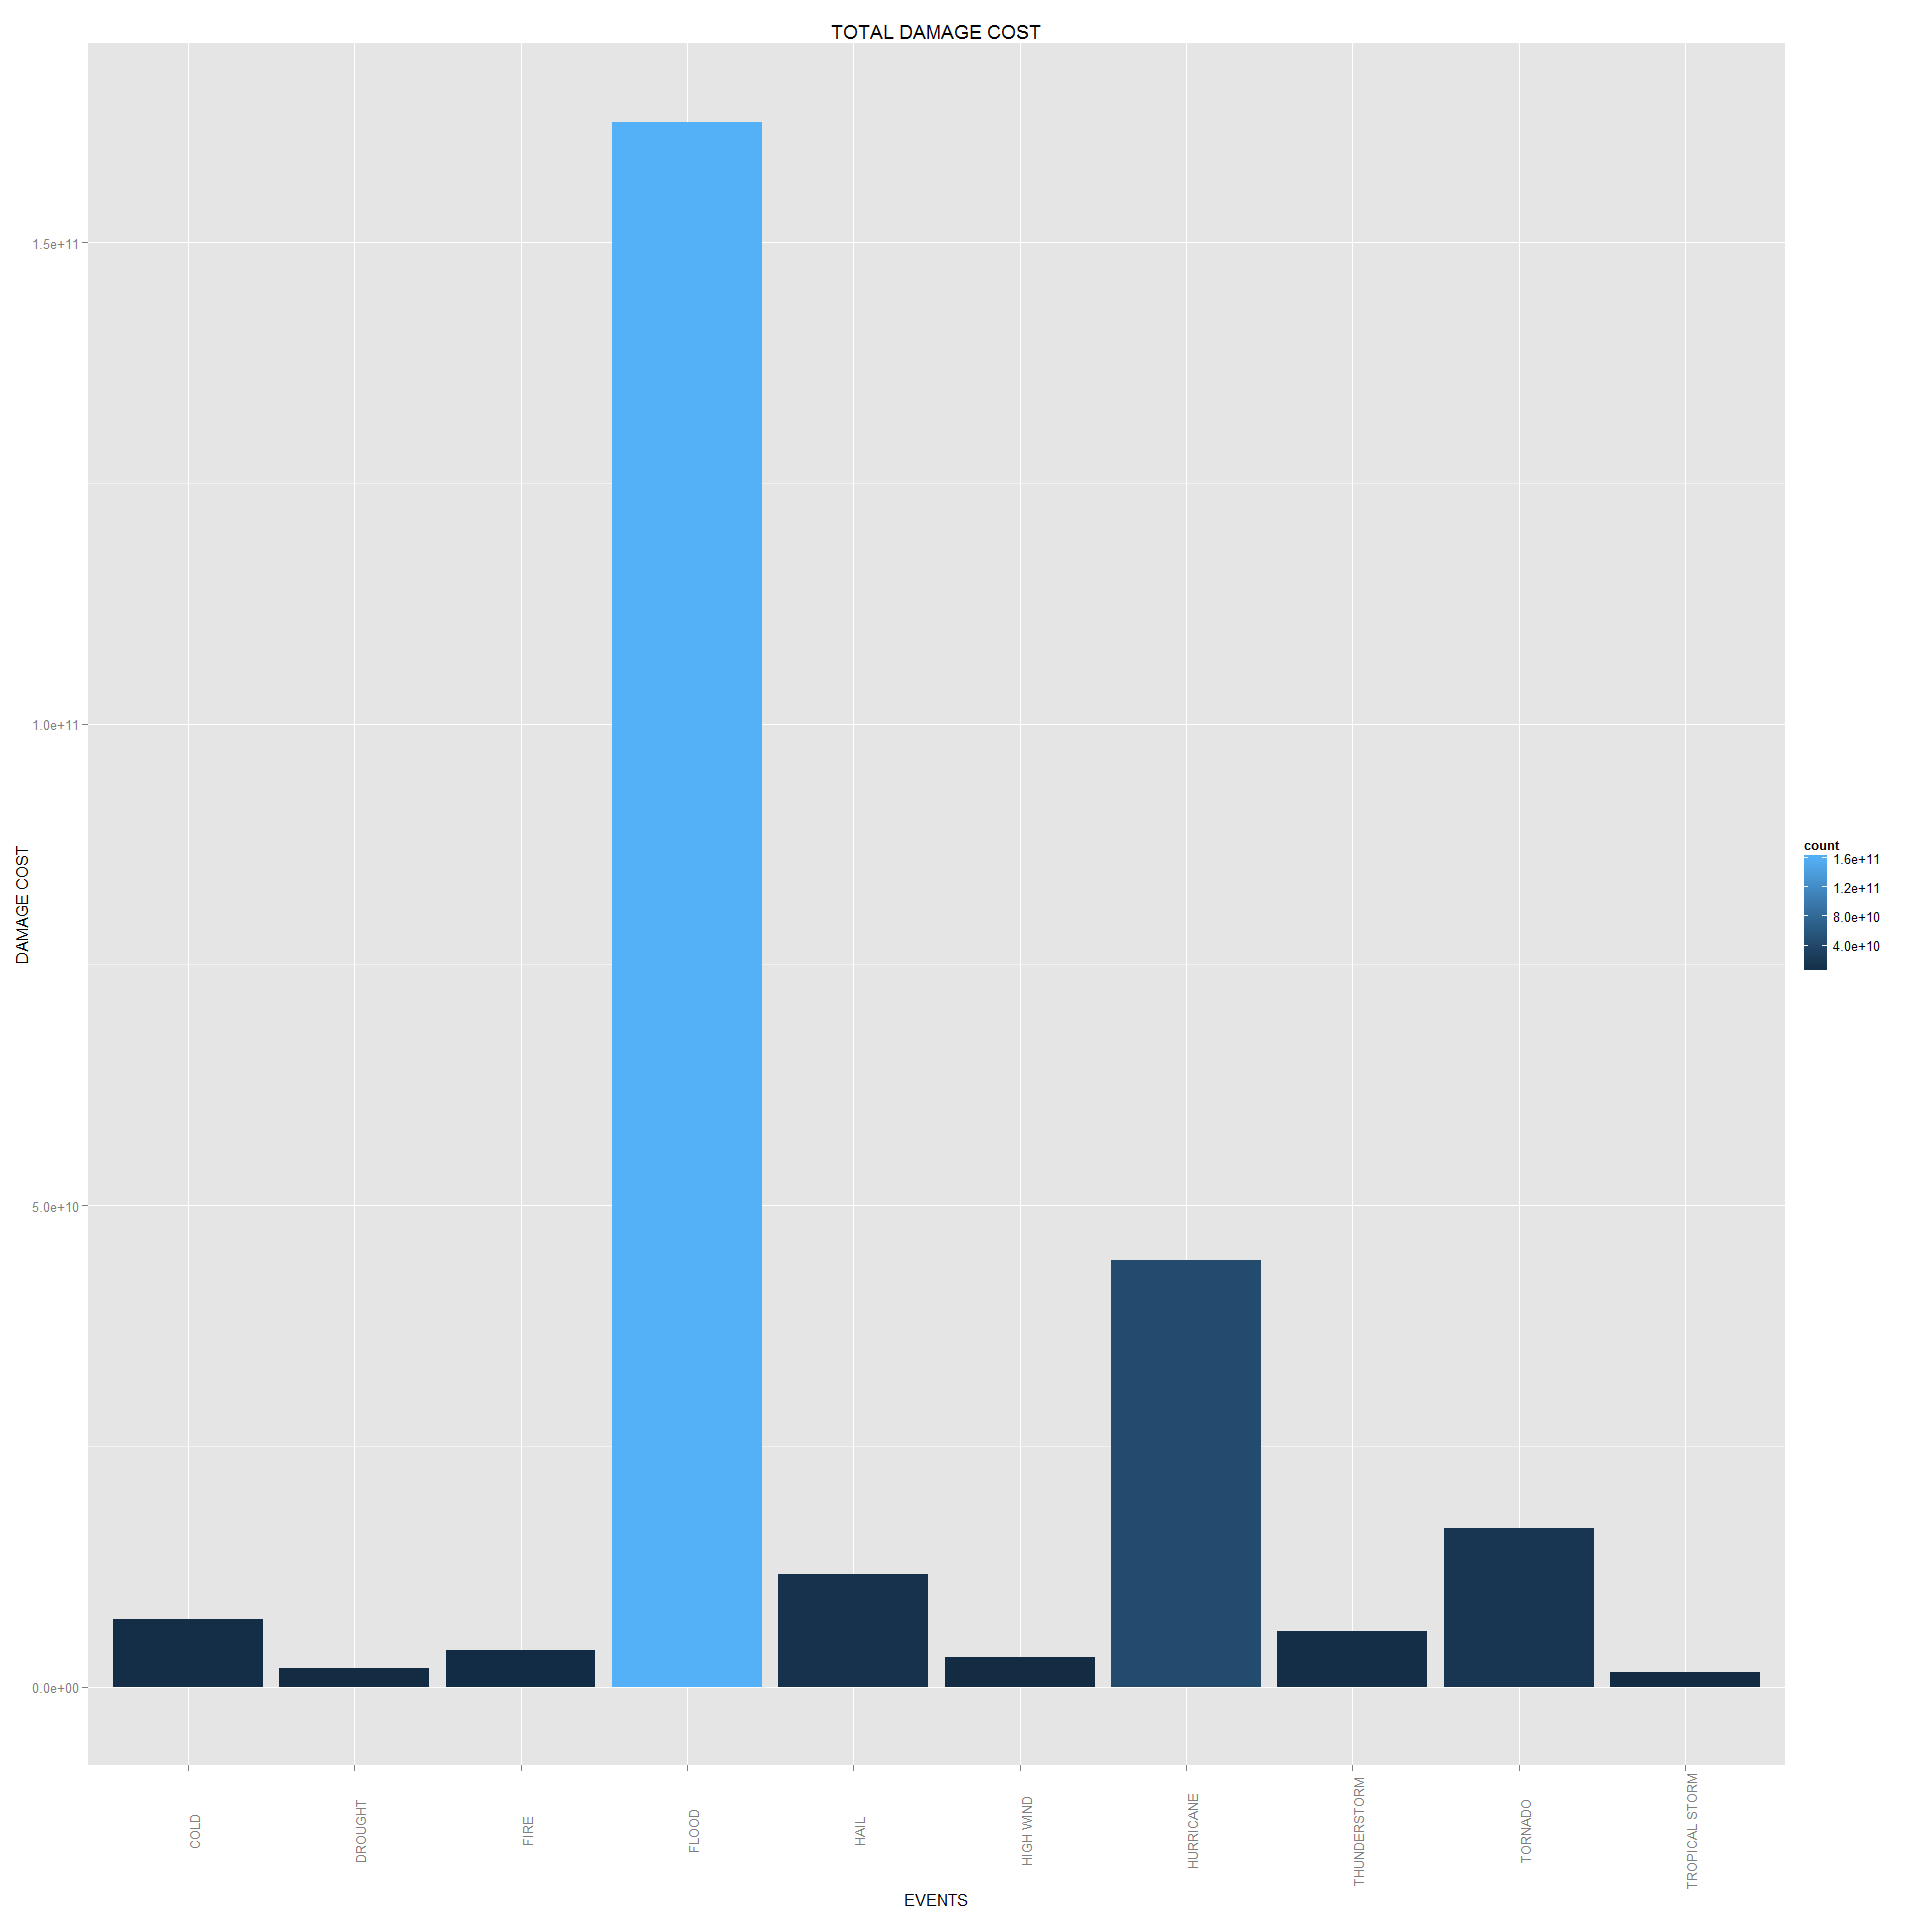 TOTAL DAMAGE COST
DAMAGE COST
1.5e+11
1.0e+11
5.0e+10
0.0e+00
COLD
DROUGHT
FIRE
FLOOD
HAIL
HIGH WIND
HURRICANE
THUNDERSTORM
TORNADO
TROPICAL STORM
EVENTS
count
1.6e+11
1.2e+11
8.0e+10
4.0e+10